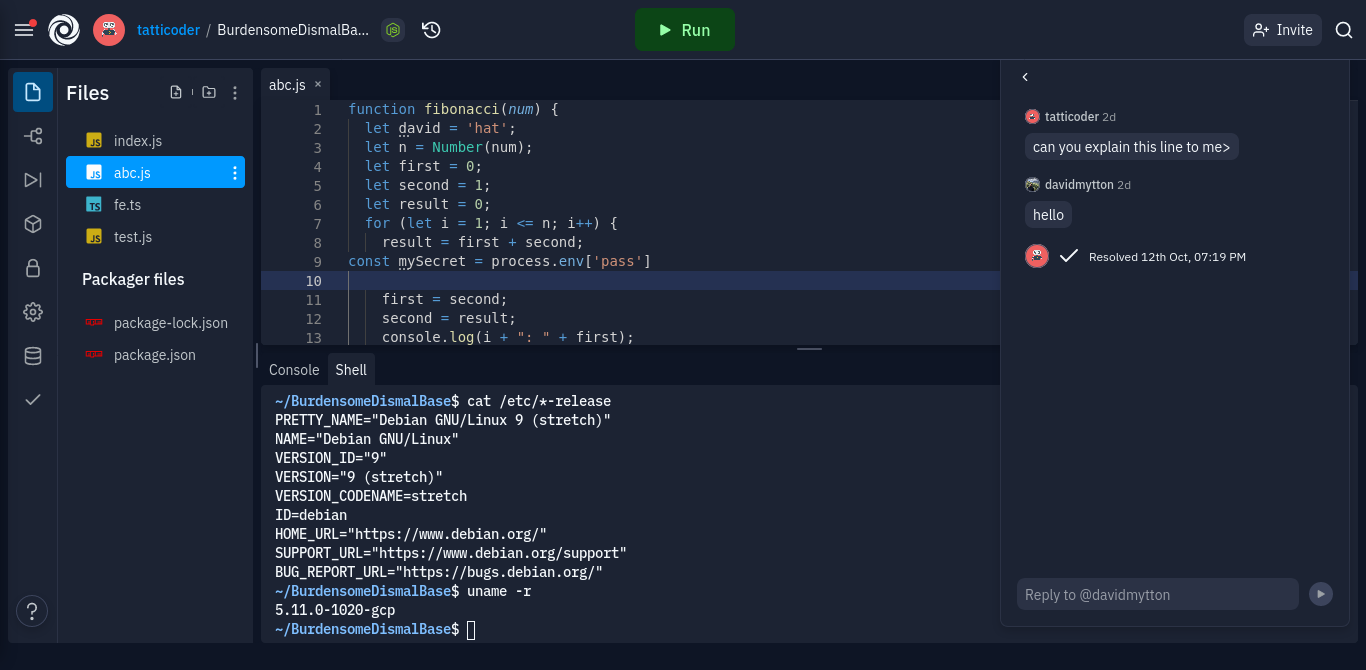 tatticoder / BurdensomeDismalBa...
Run
Invite
Files
JS index.js
JS abc.js
TS fe.ts
JS test.js
Packager files
package-lock.json
package.json
abc.js ×
1 function fibonacci(num) {
2 let david = 'hat';
3 let n = Number(num);
4 let first = 0;
5 let second = 1;
6 let result = 0;
7 for (let i = 1; i <= n; i++) {
8 result = first + second;
9 const mySecret = process.env['pass']
10
11 first = second;
12 second = result;
13 console.log(i + ": " + first);
Console Shell
~/BurdensomeDismalBase$ cat /etc/*-release
PRETTY_NAME="Debian GNU/Linux 9 (stretch)"
NAME="Debian GNU/Linux"
VERSION_ID="9"
VERSION="9 (stretch)"
VERSION_CODENAME=stretch
ID=debian
HOME_URL="https://www.debian.org/"
SUPPORT_URL="https://www.debian.org/support"
BUG_REPORT_URL="https://bugs.debian.org/"
~/BurdensomeDismalBase$ uname -r
5.11.0-1020-gcp
~/BurdensomeDismalBase$
tatticoder 2d
can you explain this line to me>
davidmytton 2d
hello
Resolved 12th Oct, 07:19 PM
Reply to @davidmytton
?